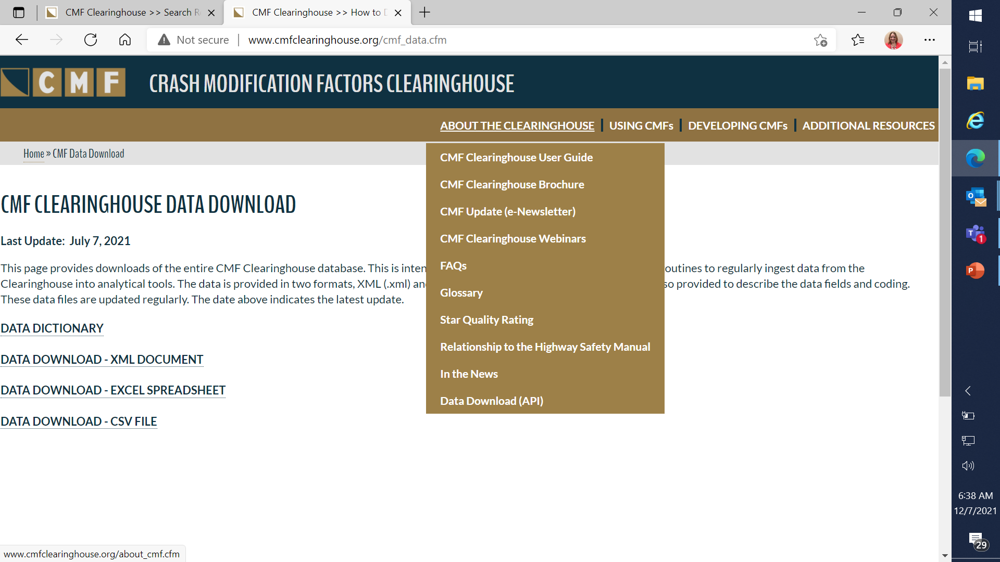 CMF Clearinghouse >> Search R
CMF Clearinghouse >> How to D
Not secure
www.cmfclearinghouse.org/cmf_data.cfm
CMF
CRASH MODIFICATION FACTORS CLEARINGHOUSE
ABOUT THE CLEARINGHOUSE
USING CMFs
DEVELOPING CMFs
ADDITIONAL RESOURCES
Home » CMF Data Download
CMF Clearinghouse User Guide
CMF Clearinghouse Brochure
CMF Update (e-Newsletter)
CMF Clearinghouse Webinars
FAQs
Glossary
Star Quality Rating
Relationship to the Highway Safety Manual
In the News
Data Download (API)
CMF CLEARINGHOUSE DATA DOWNLOAD
Last Update: July 7, 2021
This page provides downloads of the entire CMF Clearinghouse database. This is inten outines to regularly ingest data from the
Clearinghouse into analytical tools. The data is provided in two formats, XML (.xml) an so provided to describe the data fields and coding.
These data files are updated regularly. The date above indicates the latest update.
DATA DICTIONARY
DATA DOWNLOAD - XML DOCUMENT
DATA DOWNLOAD - EXCEL SPREADSHEET
DATA DOWNLOAD - CSV FILE
www.cmfclearinghouse.org/about_cmf.cfm
1
6:38 AM
12/7/2021
29